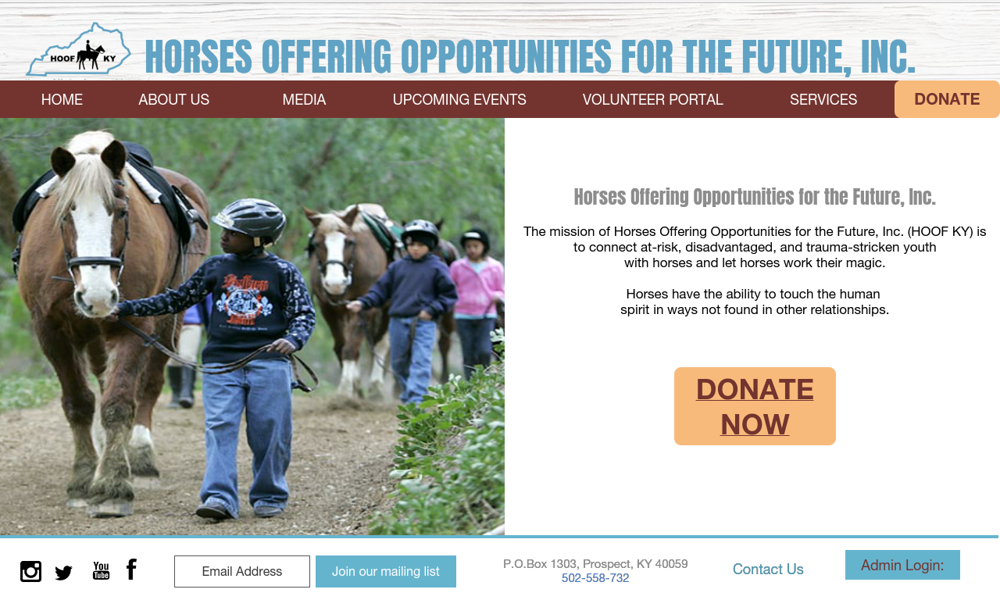 HOOF KY
HORSES OFFERING OPPORTUNITIES FOR THE FUTURE, INC.
HOME ABOUT US MEDIA UPCOMING EVENTS VOLUNTEER PORTAL SERVICES DONATE
Horses Offering Opportunities for the Future, Inc.
The mission of Horses Offering Opportunities for the Future, Inc. (HOOF KY) is
to connect at-risk, disadvantaged, and trauma-stricken youth
with horses and let horses work their magic.
Horses have the ability to touch the human
spirit in ways not found in other relationships.
DONATE
NOW
You
Tube
Email Address
Join our mailing list
P.O.Box 1303, Prospect, KY 40059
502-558-732
Contact Us
Admin Login: